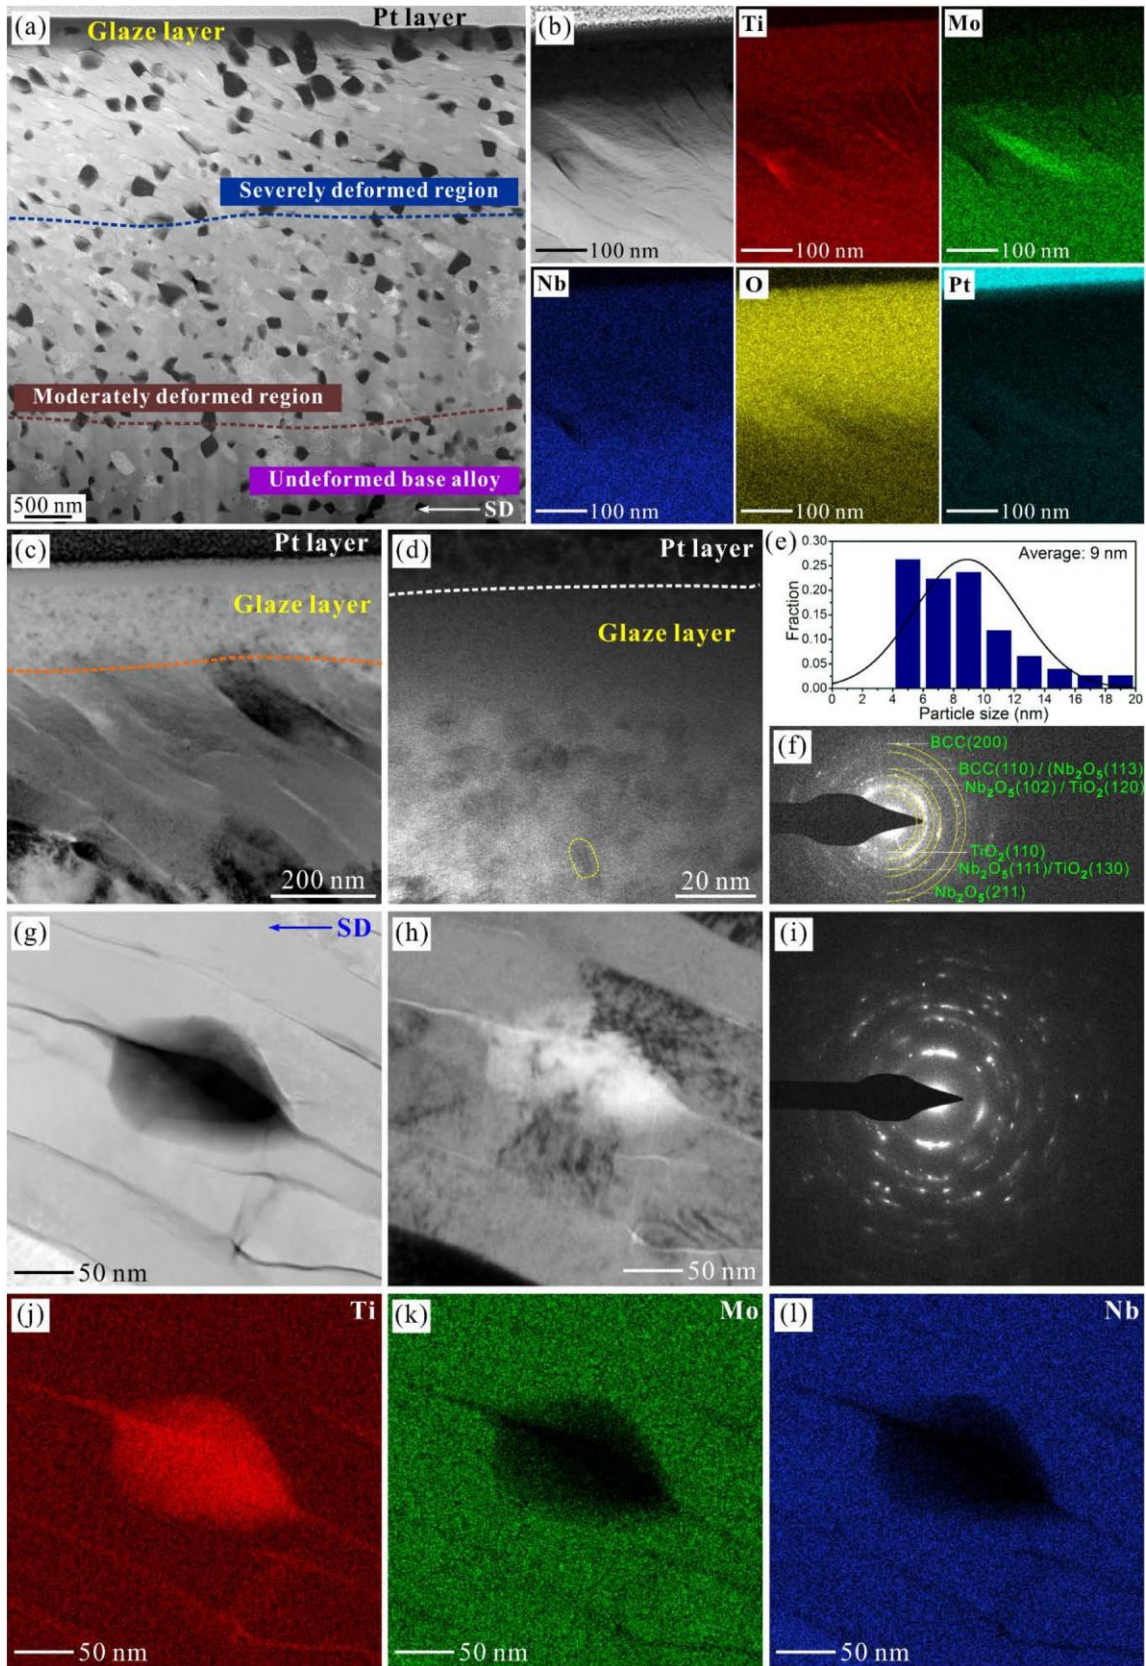 (a)
Pt layer
Glaze layer
Severely deformed region
Moderately deformed region
Undeformed base alloy
500 nm
SD
(b)
100 nm
Ti
100 nm
Mo
100 nm
Nb
100 nm
O
100 nm
Pt
100 nm
(c)
Pt layer
Glaze layer
200 nm
(d)
Pt layer
Glaze layer
20 nm
(e)
Average: 9 nm
Fraction
0.30
0.25
0.20
0.15
0.10
0.05
0.00
0 2 4 6 8 10 12 14 16 18 20
Particle size (nm)
(f)
BCC(200)
BCC(110) / (Nb₂O₅(113)
Nb₂O₅(102) / TiO₂(120)
TiO₂(110)
Nb₂O₅(111)/TiO₂(130)
Nb₂O₅(211)
(g)
SD
50 nm
(h)
50 nm
(i)
(j)
Ti
50 nm
(k)
Mo
50 nm
(l)
Nb
50 nm